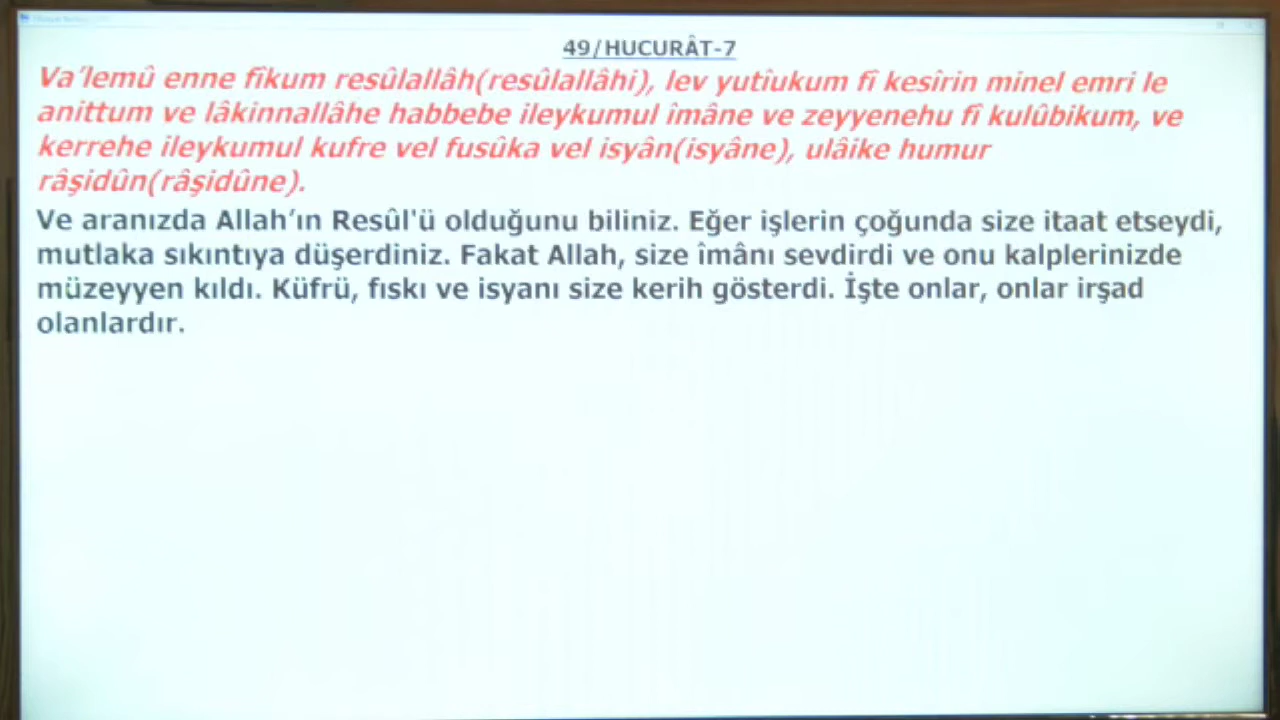 49/HUCURÂT-7
Va’lemû enne fîkum resûlallâh(resûlallâhi), lev yutîukum fî kesîrin minel emri le
anittum ve lâkinnallâhe habbebe ileykumul îmâne ve zeyyenehu fî kulûbikum, ve
kerrehe ileykumul kufre vel fusûka vel isyân(isyâne), ulâike humur
râşidûn(râşidûne).
Ve aranızda Allah’ın Resûl'ü olduğunu biliniz. Eğer işlerin çoğunda size itaat etseydi,
mutlaka sıkıntıya düşerdiniz. Fakat Allah, size îmânı sevdirdi ve onu kalplerinizde
müzeyyen kıldı. Küfrü, fıskı ve isyanı size kerih gösterdi. İşte onlar, onlar irşad
olanlardır.